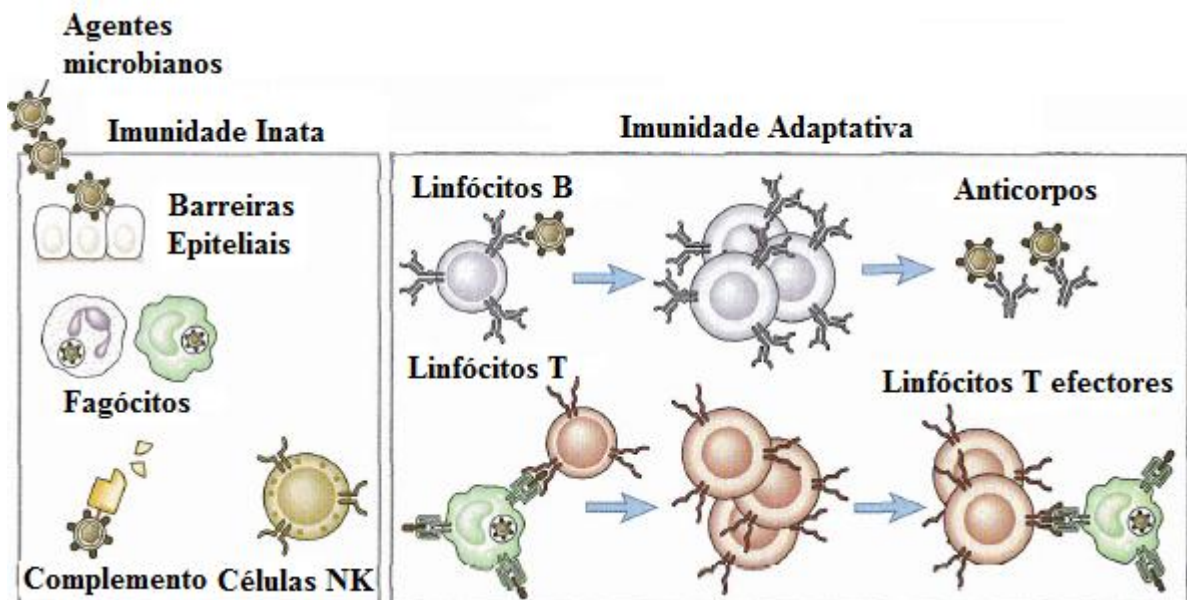 Agentes
microbianos
Imunidade Inata
Imunidade Adaptativa
Barreiras
Epiteliais
Fagócitos
Complemento
Células NK
Linfócitos B
Anticorpos
Linfócitos T
Linfócitos T efectores